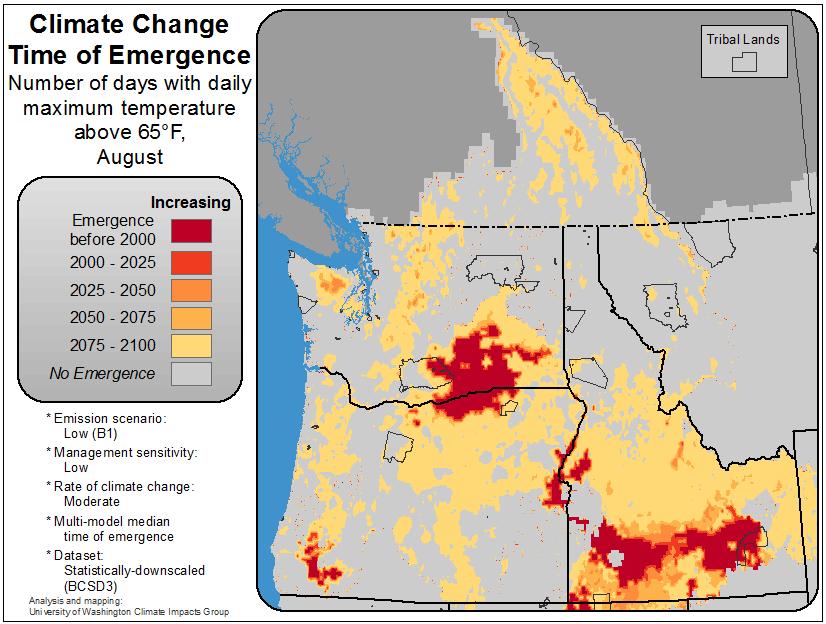 Climate Change
Time of Emergence
Number of days with daily
maximum temperature
above 65°F,
August
Increasing
Emergence
before 2000
2000 - 2025
2025 - 2050
2050 - 2075
2075 - 2100
No Emergence
* Emission scenario:
Low (B1)
* Management sensitivity:
Low
* Rate of climate change:
Moderate
* Multi-model median
time of emergence
* Dataset:
Statistically-downscaled
(BCSD3)
Analysis and mapping:
University of Washington Climate Impacts Group
Tribal Lands